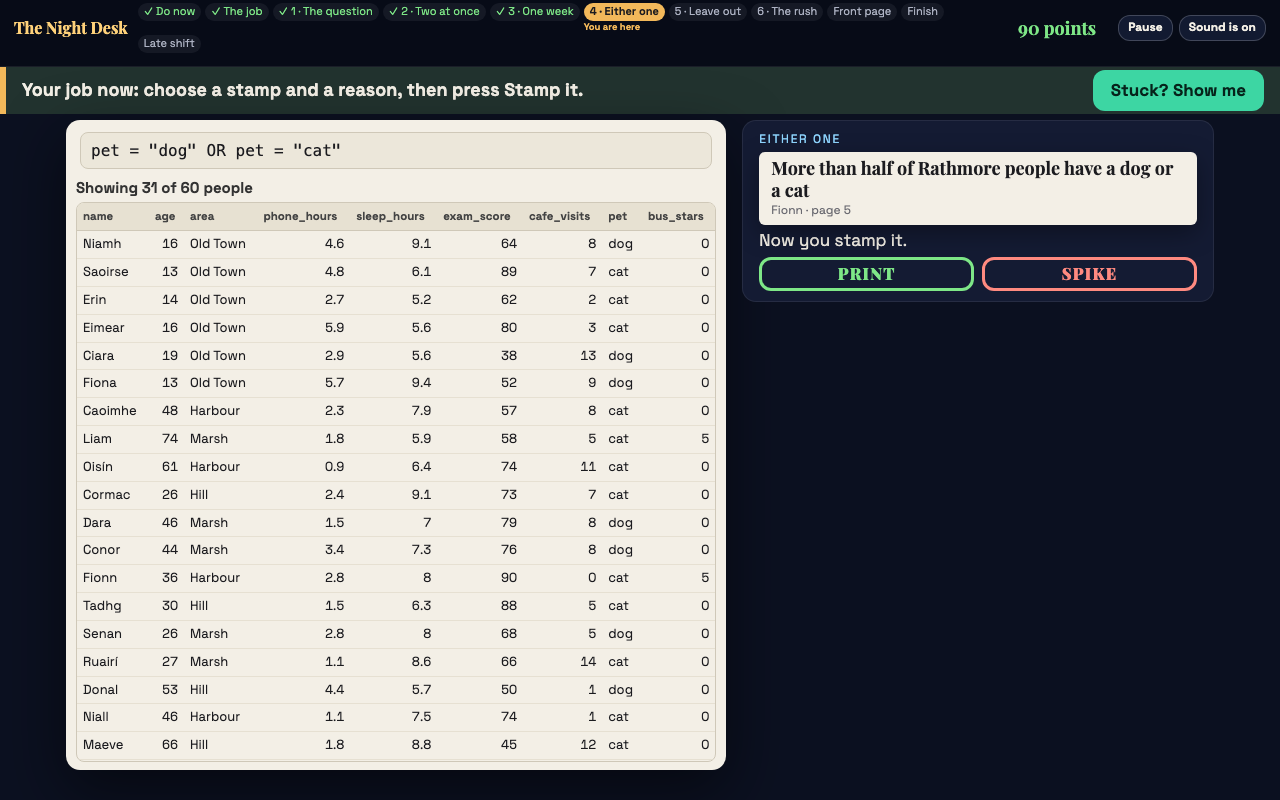 The Night Desk
✓ Do now ✓ The job ✓ 1 · The question ✓ 2 · Two at once ✓ 3 · One week 4 · Either one 5 · Leave out 6 · The rush Front page Finish
You are here
Late shift
90 points
Pause
Sound is on
Your job now: choose a stamp and a reason, then press Stamp it.
Stuck? Show me
pet = "dog" OR pet = "cat"
Showing 31 of 60 people
name age area phone_hours sleep_hours exam_score cafe_visits pet bus_stars
Niamh 16 Old Town 4.6 9.1 64 8 dog 0
Saoirse 13 Old Town 4.8 6.1 89 7 cat 0
Erin 14 Old Town 2.7 5.2 62 2 cat 0
Eimear 16 Old Town 5.9 5.6 80 3 cat 0
Ciara 19 Old Town 2.9 5.6 38 13 dog 0
Fiona 13 Old Town 5.7 9.4 52 9 dog 0
Caoimhe 48 Harbour 2.3 7.9 57 8 cat 0
Liam 74 Marsh 1.8 5.9 58 5 cat 5
Oisín 61 Harbour 0.9 6.4 74 11 cat 0
Cormac 26 Hill 2.4 9.1 73 7 cat 0
Dara 46 Marsh 1.5 7 79 8 dog 0
Conor 44 Marsh 3.4 7.3 76 8 dog 0
Fionn 36 Harbour 2.8 8 90 0 cat 5
Tadhg 30 Hill 1.5 6.3 88 5 cat 0
Senan 26 Marsh 2.8 8 68 5 dog 0
Ruairí 27 Marsh 1.1 8.6 66 14 cat 0
Donal 53 Hill 4.4 5.7 50 1 dog 0
Niall 46 Harbour 1.1 7.5 74 1 cat 0
Maeve 66 Hill 1.8 8.8 45 12 cat 0
EITHER ONE
More than half of Rathmore people have a dog or
a cat
Fionn · page 5
Now you stamp it.
PRINT
SPIKE